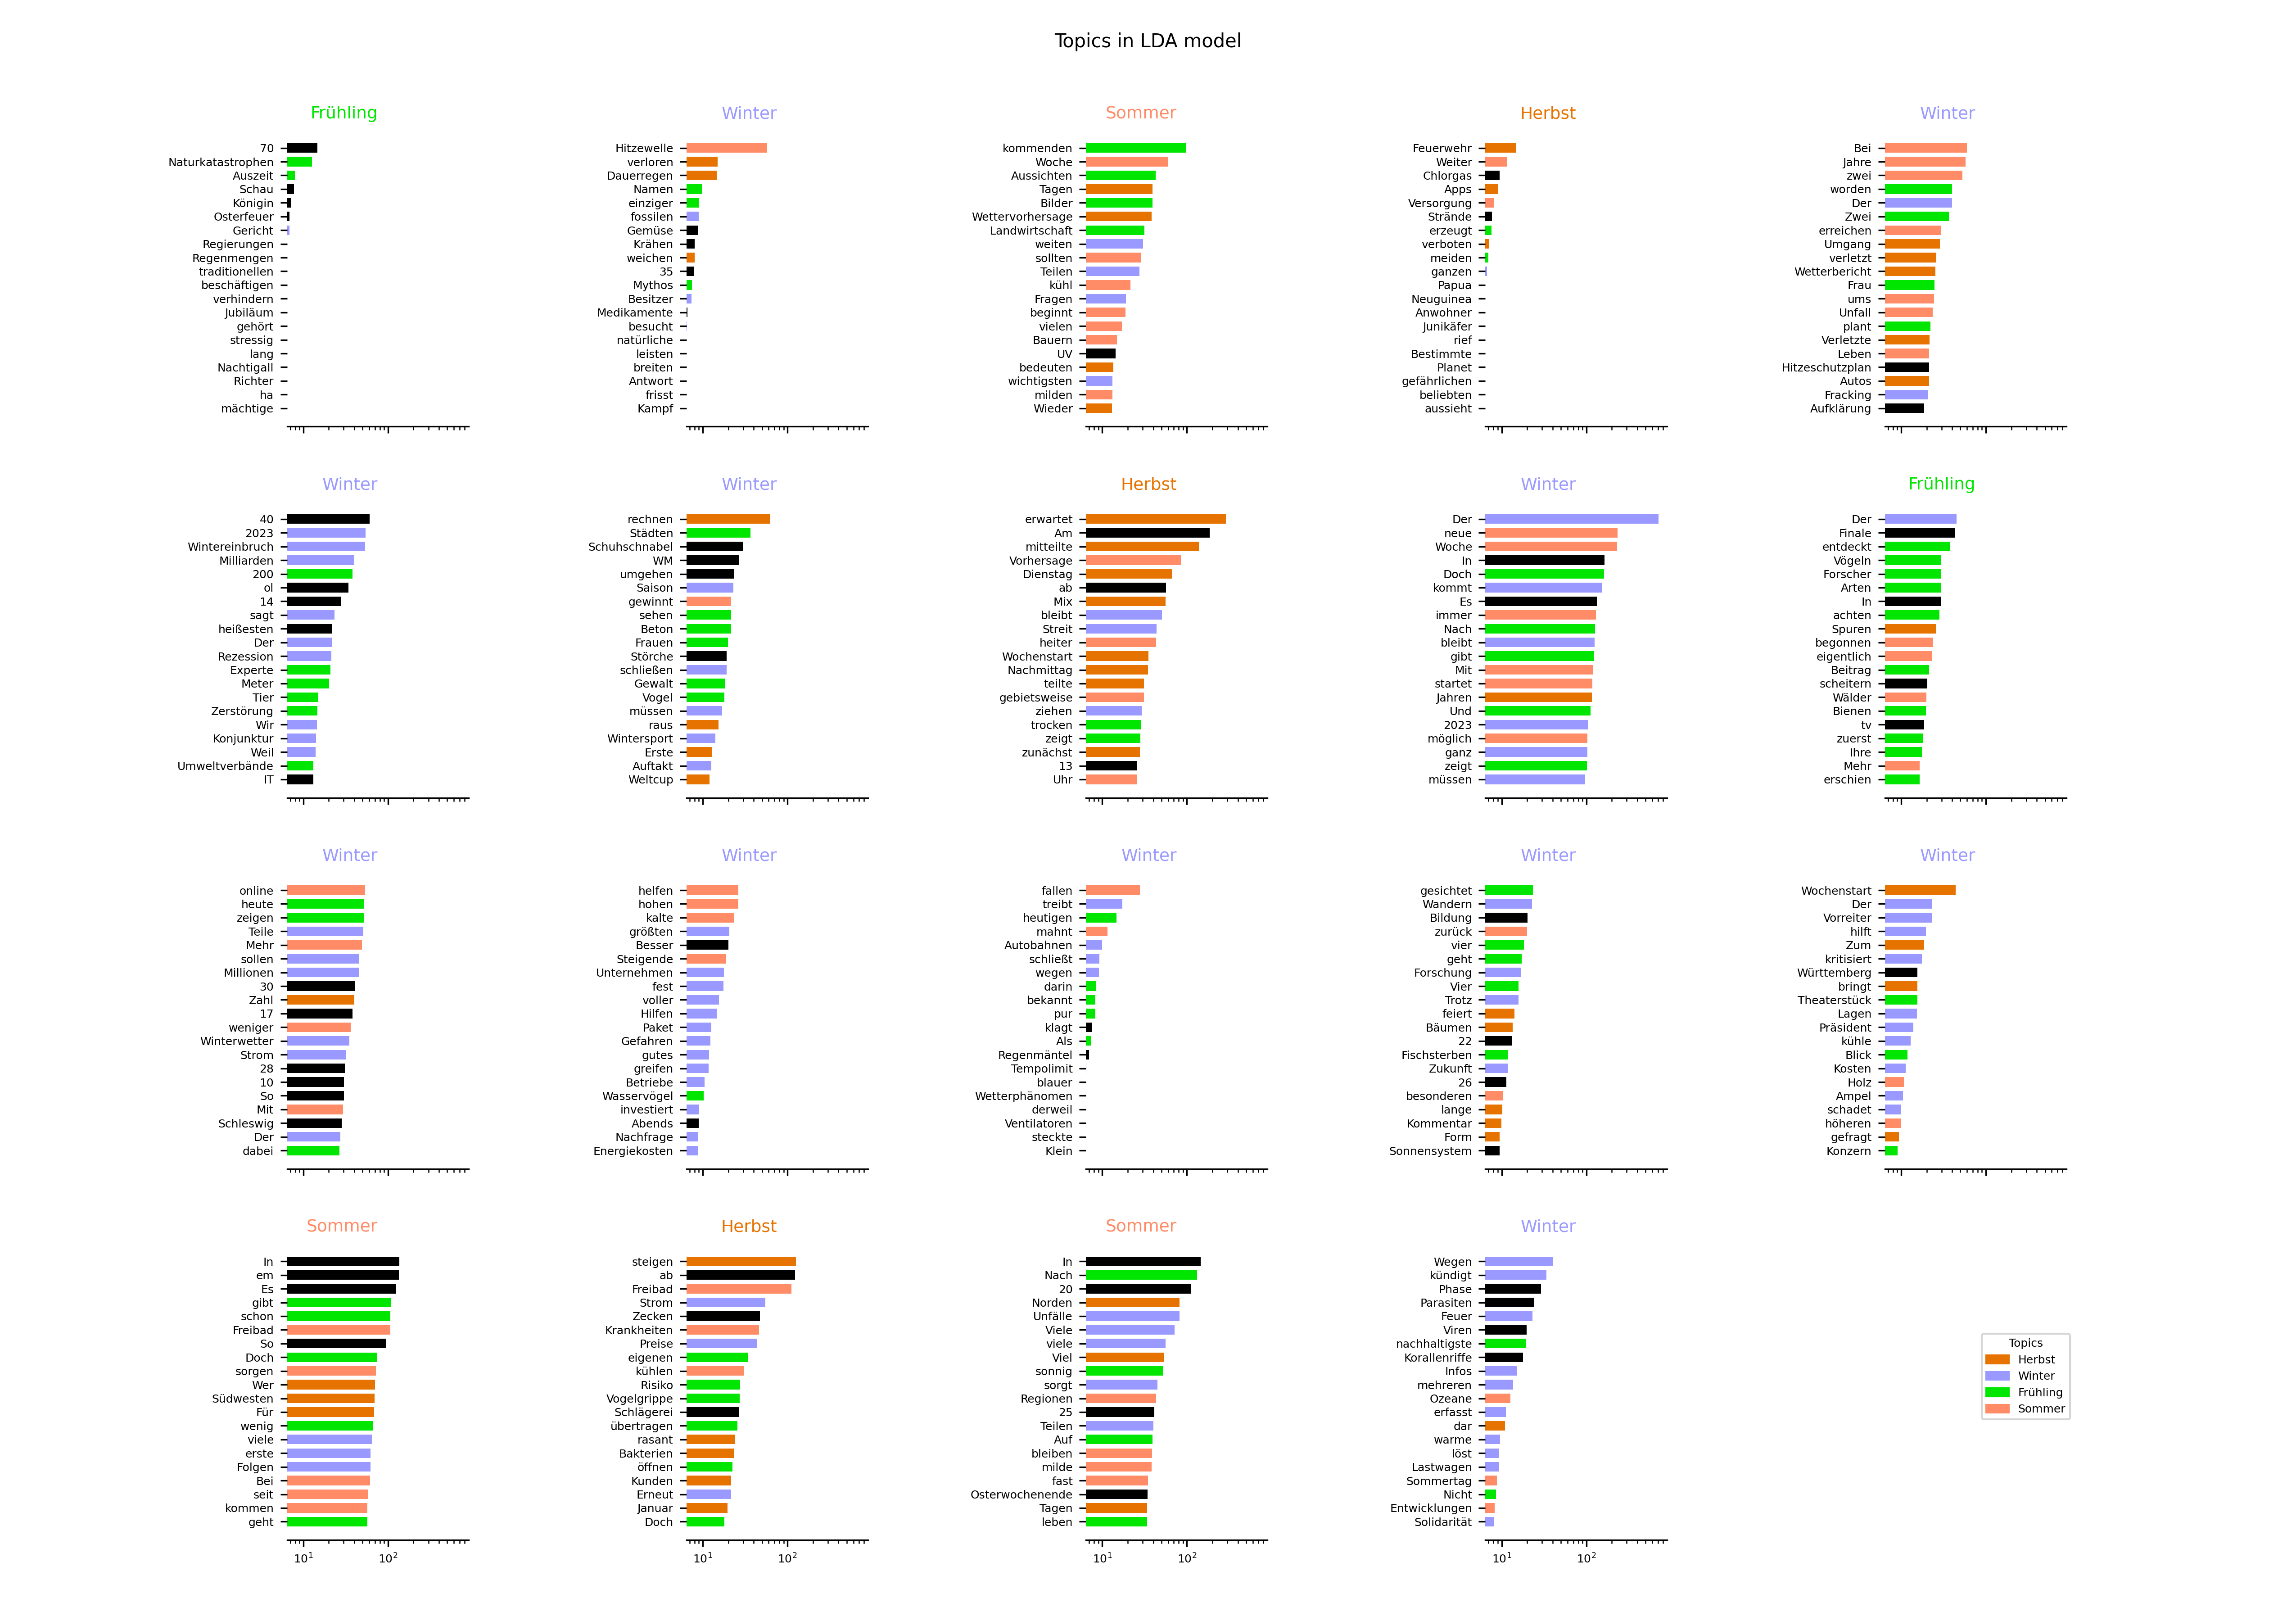 Topics in LDA model
Frühling
70
Naturkatastrophen
Auszeit
Schau
Königin
Osterfeuer
Gericht
Regierungen
Regenmengen
traditionellen
beschäftigen
verhindern
Jubiläum
gehört
stressig
lang
Nachtigall
Richter
ha
mächtige
Winter
Hitzewelle
verloren
Dauerregen
Namen
einziger
fossilen
Gemüse
Krähen
weichen
35
Mythos
Besitzer
Medikamente
besucht
natürliche
leisten
breiten
Antwort
frisst
Kampf
Sommer
kommenden
Woche
Aussichten
Tagen
Bilder
Wettervorhersage
Landwirtschaft
weiten
sollten
Teilen
kühl
Fragen
beginnt
vielen
Bauern
UV
bedeuten
wichtigsten
milden
Wieder
Herbst
Feuerwehr
Weiter
Chlorgas
Apps
Versorgung
Strände
erzeugt
verboten
meiden
ganzen
Papua
Neuguinea
Anwohner
Junikäfer
rief
Bestimmte
Planet
gefährlichen
beliebten
aussieht
Winter
Bei
Jahre
zwei
worden
Der
Zwei
erreichen
Umgang
verletzt
Wetterbericht
Frau
ums
Unfall
plant
Verletzte
Leben
Hitzeschutzplan
Autos
Fracking
Aufklärung
Winter
40
2023
Wintereinbruch
Milliarden
200
ol
14
sagt
heißesten
Der
Rezession
Experte
Meter
Tier
Zerstörung
Wir
Konjunktur
Weil
Umweltverbände
IT
Winter
rechnen
Städten
Schuhschnabel
WM
umgehen
Saison
gewinnt
sehen
Beton
Frauen
Störche
schließen
Gewalt
Vogel
müssen
raus
Wintersport
Erste
Auftakt
Weltcup
Herbst
erwartet
Am
mitteilte
Vorhersage
Dienstag
ab
Mix
bleibt
Streit
heiter
Wochenstart
Nachmittag
teilte
gebietsweise
ziehen
trocken
zeigt
zunächst
13
Uhr
Winter
Der
neue
Woche
In
Doch
kommt
Es
immer
Nach
bleibt
gibt
Mit
startet
Jahren
Und
2023
möglich
ganz
zeigt
müssen
Frühling
Der
Finale
entdeckt
Vögeln
Forscher
Arten
In
achten
Spuren
begonnen
eigentlich
Beitrag
scheitern
Wälder
Bienen
tv
zuerst
Ihre
Mehr
erschien
Winter
online
heute
zeigen
Teile
Mehr
sollen
Millionen
30
Zahl
17
weniger
Winterwetter
Strom
28
10
So
Mit
Schleswig
Der
dabei
Winter
helfen
hohen
kalte
größten
Besser
Steigende
Unternehmen
fest
voller
Hilfen
Paket
Gefahren
gutes
greifen
Betriebe
Wasservögel
investiert
Abends
Nachfrage
Energiekosten
Winter
fallen
treibt
heutigen
mahnt
Autobahnen
schließt
wegen
darin
bekannt
pur
klagt
Als
Regenmäntel
Tempolimit
blauer
Wetterphänomen
derweil
Ventilatoren
steckte
Klein
Winter
gesichtet
Wandern
Bildung
zurück
vier
geht
Forschung
Vier
Trotz
feiert
Bäumen
22
Fischsterben
Zukunft
26
besonderen
lange
Kommentar
Form
Sonnensystem
Winter
Wochenstart
Der
Vorreiter
hilft
Zum
kritisiert
Württemberg
bringt
Theaterstück
Lagen
Präsident
kühle
Blick
Kosten
Holz
Ampel
schadet
höheren
gefragt
Konzern
Sommer
In
em
Es
gibt
schon
Freibad
So
Doch
sorgen
Wer
Südwesten
Für
wenig
viele
erste
Folgen
Bei
seit
kommen
geht
10¹ 10²
Herbst
steigen
ab
Freibad
Strom
Zecken
Krankheiten
Preise
eigenen
kühlen
Risiko
Vogelgrippe
Schlägerei
übertragen
rasant
Bakterien
öffnen
Kunden
Erneut
Januar
Doch
10¹ 10²
Sommer
In
Nach
20
Norden
Unfälle
Viele
viele
Viel
sonnig
sorgt
Regionen
25
Teilen
Auf
bleiben
milde
fast
Osterwochenende
Tagen
leben
10¹ 10²
Winter
Wegen
kündigt
Phase
Parasiten
Feuer
Viren
nachhaltigste
Korallenriffe
Infos
mehreren
Ozeane
erfasst
dar
warme
löst
Lastwagen
Sommertag
Nicht
Entwicklungen
Solidarität
10¹ 10²
Topics
Herbst
Winter
Frühling
Sommer